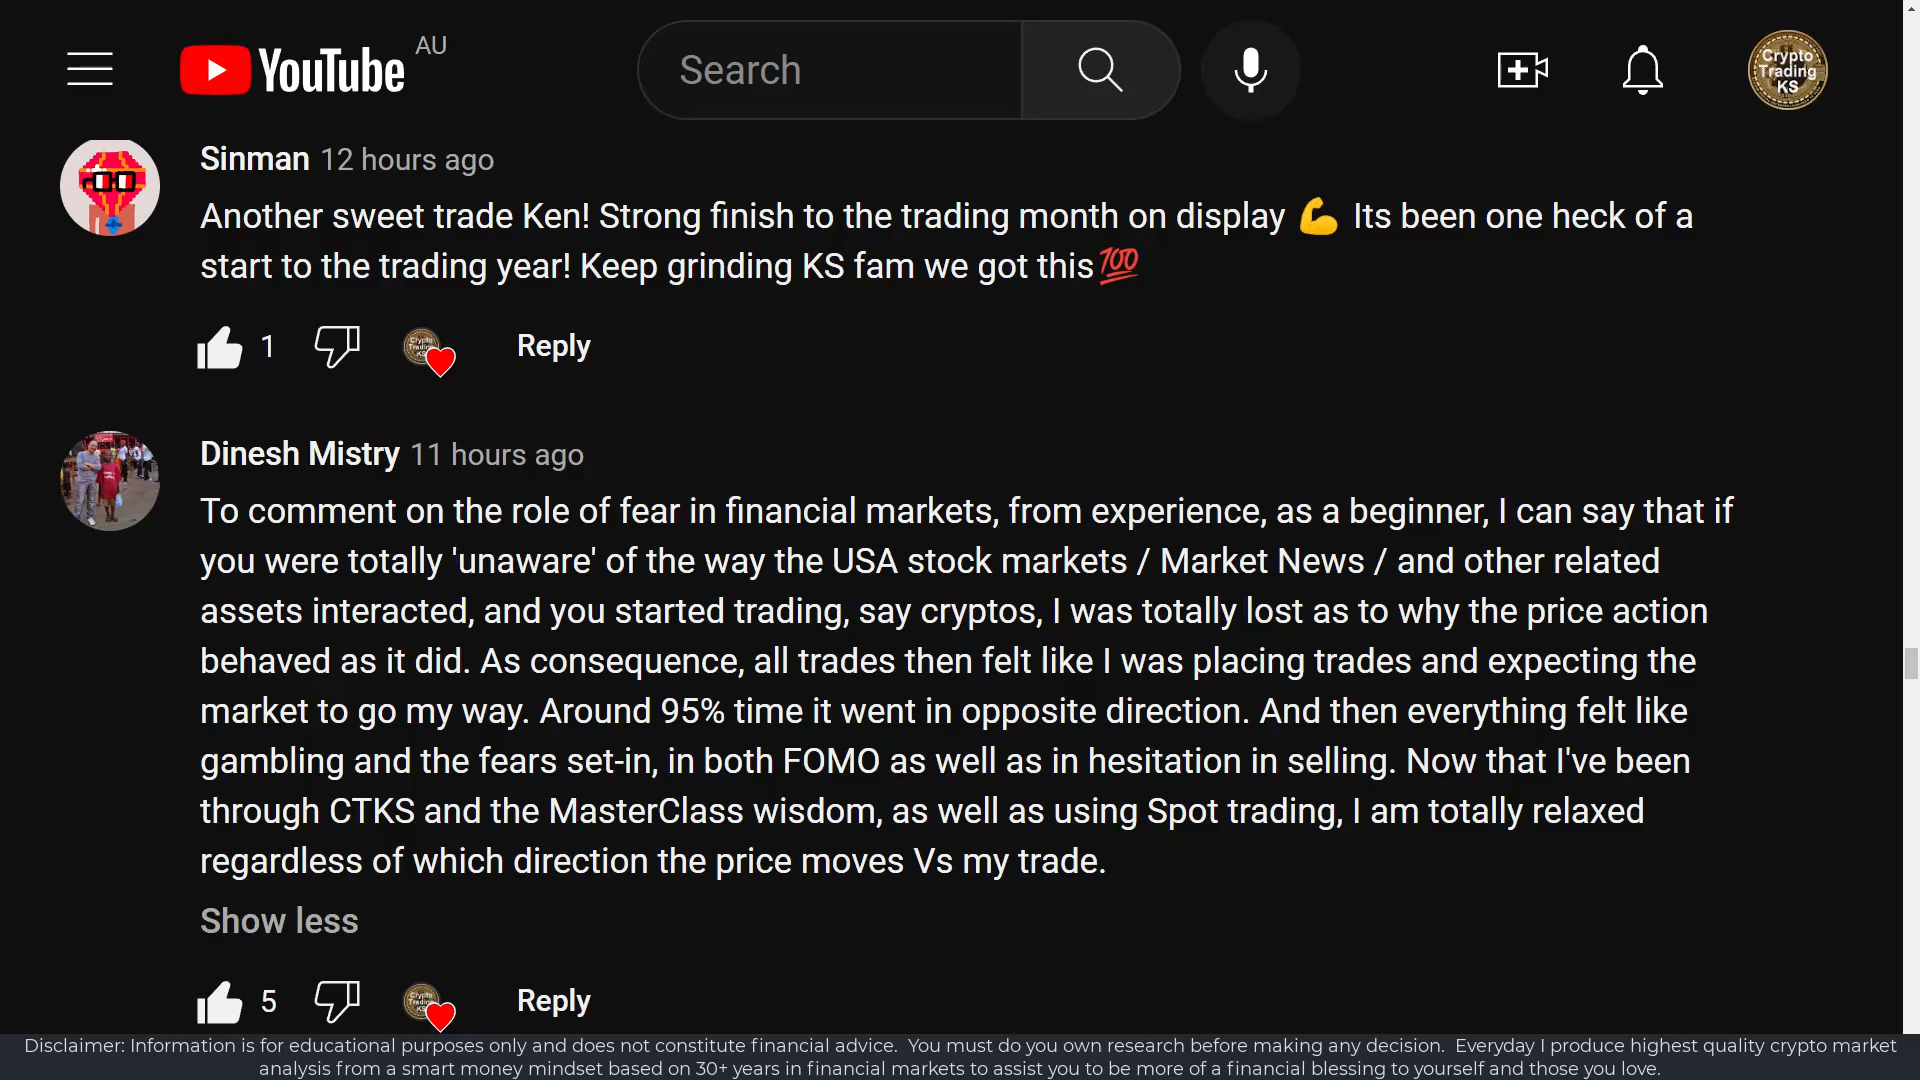 YouTube AU
Search
Crypto
Trading
KS
Sinman 12 hours ago
Another sweet trade Ken! Strong finish to the trading month on display 💪 Its been one heck of a
start to the trading year! Keep grinding KS fam we got this💯
1 Reply
Dinesh Mistry 11 hours ago
To comment on the role of fear in financial markets, from experience, as a beginner, I can say that if
you were totally 'unaware' of the way the USA stock markets / Market News / and other related
assets interacted, and you started trading, say cryptos, I was totally lost as to why the price action
behaved as it did. As consequence, all trades then felt like I was placing trades and expecting the
market to go my way. Around 95% time it went in opposite direction. And then everything felt like
gambling and the fears set-in, in both FOMO as well as in hesitation in selling. Now that I've been
through CTKS and the MasterClass wisdom, as well as using Spot trading, I am totally relaxed
regardless of which direction the price moves Vs my trade.
Show less
5 Reply
Disclaimer: Information is for educational purposes only and does not constitute financial advice. You must do you own research before making any decision. Everyday I produce highest quality crypto market
analysis from a smart money mindset based on 30+ years in financial markets to assist you to be more of a financial blessing to yourself and those you love.